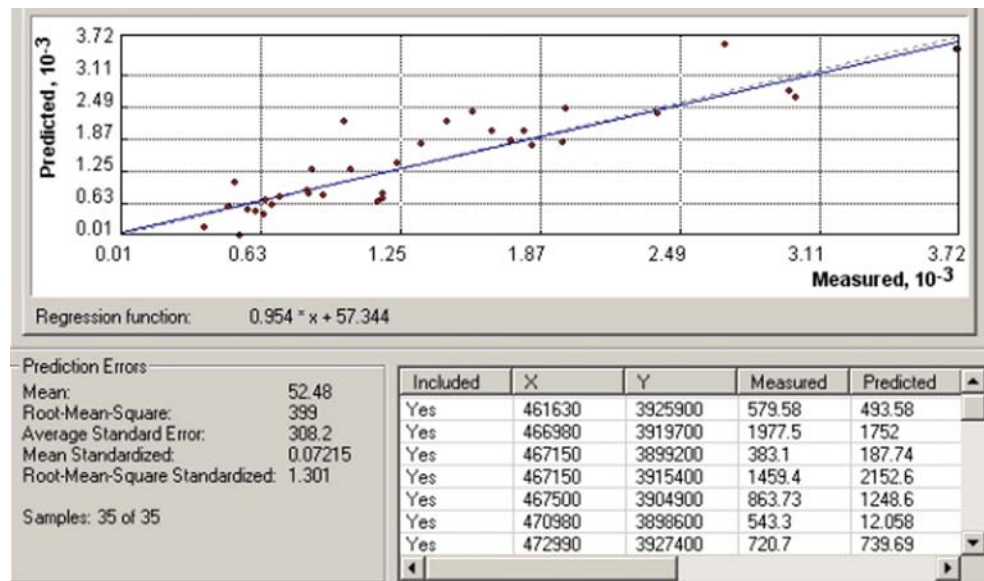 Predicted, 10-3
3.72
3.11
2.49
1.87
1.25
0.63
0.01
0.01 0.63 1.25 1.87 2.49 3.11 3.72
Measured, 10-3
Regression function: 0.954 * x + 57.344
Prediction Errors
Mean: 52.48
Root-Mean-Square: 399
Average Standard Error: 308.2
Mean Standardized: 0.07215
Root-Mean-Square Standardized: 1.301
Samples: 35 of 35
Included X Y Measured Predicted
Yes 461630 3925900 579.58 493.58
Yes 466980 3919700 1977.5 1752
Yes 467150 3899200 383.1 187.74
Yes 467150 3915400 1459.4 2152.6
Yes 467500 3904900 863.73 1248.6
Yes 470980 3898600 543.3 12.058
Yes 472990 3927400 720.7 739.69